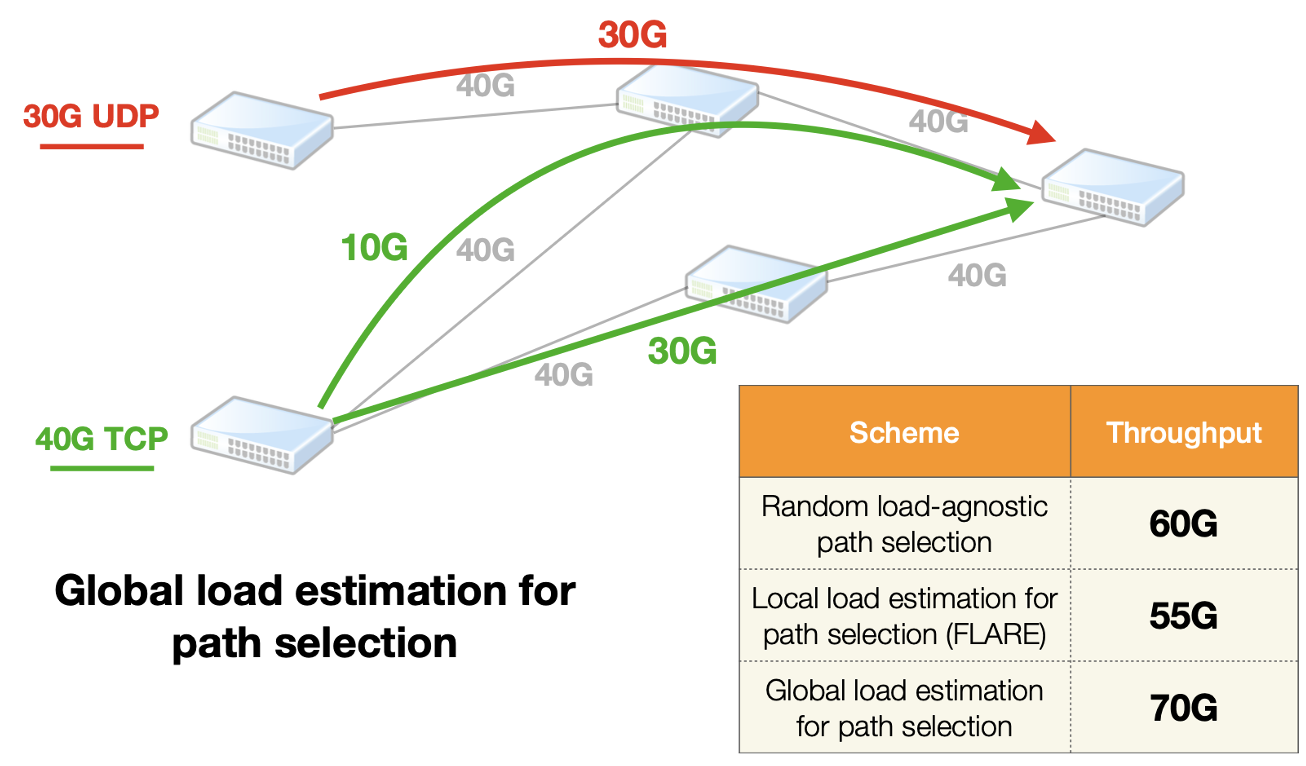 30G
40G
30G UDP
40G
10G
40G
40G
30G
40G
40G TCP
Scheme Throughput
Random load-agnostic
path selection
60G
Local load estimation for
path selection (FLARE)
55G
Global load estimation
for path selection
70G
Global load estimation for
path selection